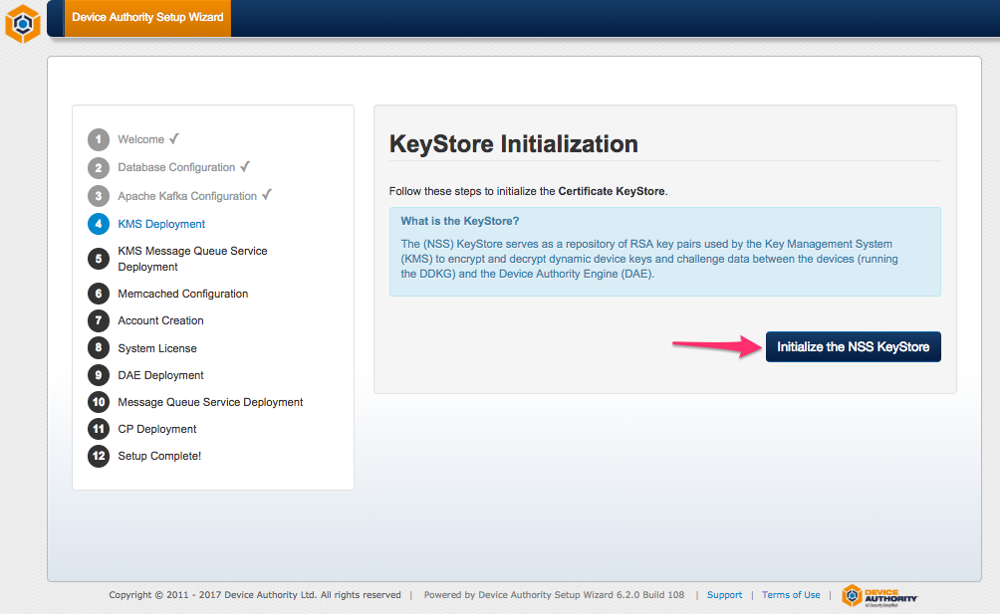 Device Authority Setup Wizard
1 Welcome ✓
2 Database Configuration ✓
3 Apache Kafka Configuration ✓
4 KMS Deployment
5 KMS Message Queue Service
Deployment
6 Memcached Configuration
7 Account Creation
8 System License
9 DAE Deployment
10 Message Queue Service Deployment
11 CP Deployment
12 Setup Complete!
KeyStore Initialization
Follow these steps to initialize the Certificate KeyStore.
What is the KeyStore?
The (NSS) KeyStore serves as a repository of RSA key pairs used by the Key Management System
(KMS) to encrypt and decrypt dynamic device keys and challenge data between the devices (running
the DDKG) and the Device Authority Engine (DAE).
Initialize the NSS KeyStore
Copyright © 2011 - 2017 Device Authority Ltd. All rights reserved | Powered by Device Authority Setup Wizard 6.2.0 Build 108 | Support | Terms of Use |
DEVICE
AUTHORITY
IoT Security Simplified